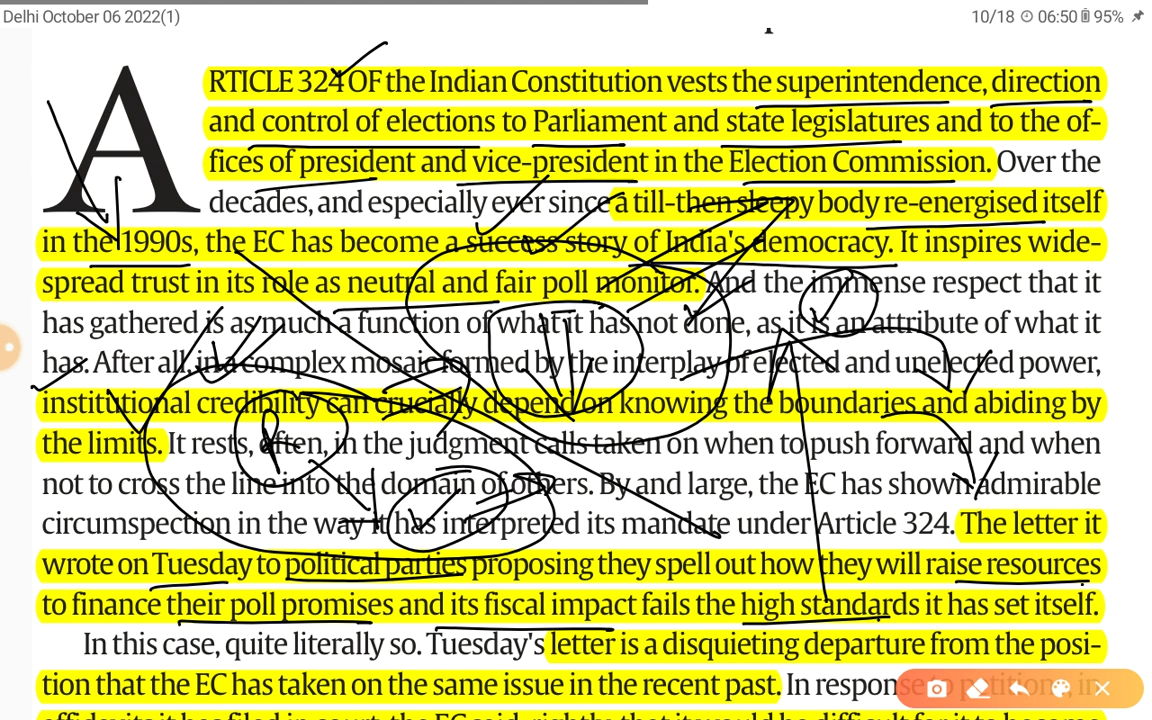 Delhi October 06 2022(1)
10/18 06:50 95%
ARTICLE 324 OF the Indian Constitution vests the superintendence, direction
and control of elections to Parliament and state legislatures and to the of-
fices of president and vice-president in the Election Commission. Over the
decades, and especially ever since a till-then sleepy body re-energised itself
in the 1990s, the EC has become a success story of India's democracy. It inspires wide-
spread trust in its role as neutral and fair poll monitor. And the immense respect that it
has gathered is as much a function of what it has not done, as it is an attribute of what it
has. After all, in a complex mosaic formed by the interplay of elected and unelected power,
institutional credibility can crucially depend on knowing the boundaries and abiding by
the limits. It rests, often, in the judgment calls taken on when to push forward and when
not to cross the line into the domain of others. By and large, the EC has shown admirable
circumspection in the way it has interpreted its mandate under Article 324. The letter it
wrote on Tuesday to political parties proposing they spell out how they will raise resources
to finance their poll promises and its fiscal impact fails the high standards it has set itself.
In this case, quite literally so. Tuesday's letter is a disquieting departure from the posi-
tion that the EC has taken on the same issue in the recent past. In response to petitions, in